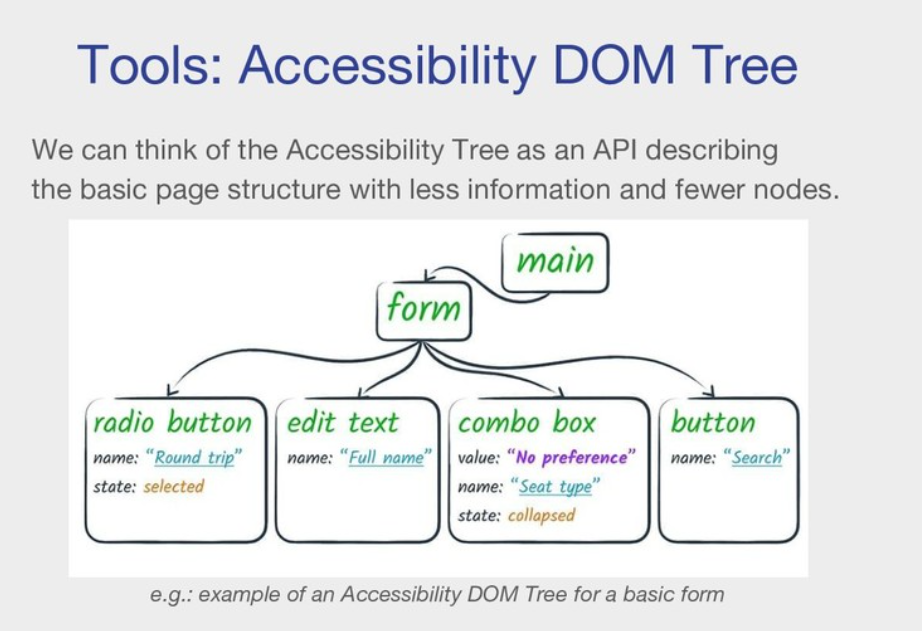 Tools: Accessibility DOM Tree
We can think of the Accessibility Tree as an API describing
the basic page structure with less information and fewer nodes.
main
form
radio button
name: “Round trip”
state: selected
edit text
name: “Full name”
combo box
value: “No preference”
name: “Seat type”
state: collapsed
button
name: “Search”
e.g.: example of an Accessibility DOM Tree for a basic form